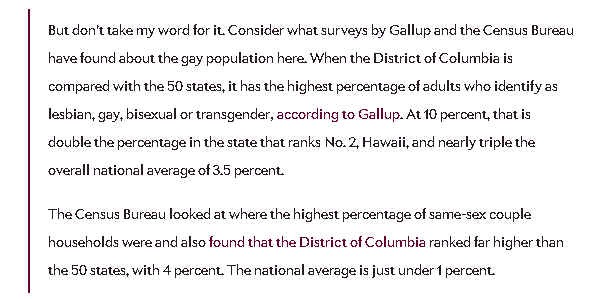 But don't take my word for it. Consider what surveys by Gallup and the Census Bureau
have found about the gay population here. When the District of Columbia is
compared with the 50 states, it has the highest percentage of adults who identify as
lesbian, gay, bisexual or transgender, according to Gallup. At 10 percent, that is
double the percentage in the state that ranks No. 2, Hawaii, and nearly triple the
overall national average of 3.5 percent.
The Census Bureau looked at where the highest percentage of same-sex couple
households were and also found that the District of Columbia ranked far higher than
the 50 states, with 4 percent. The national average is just under 1 percent.